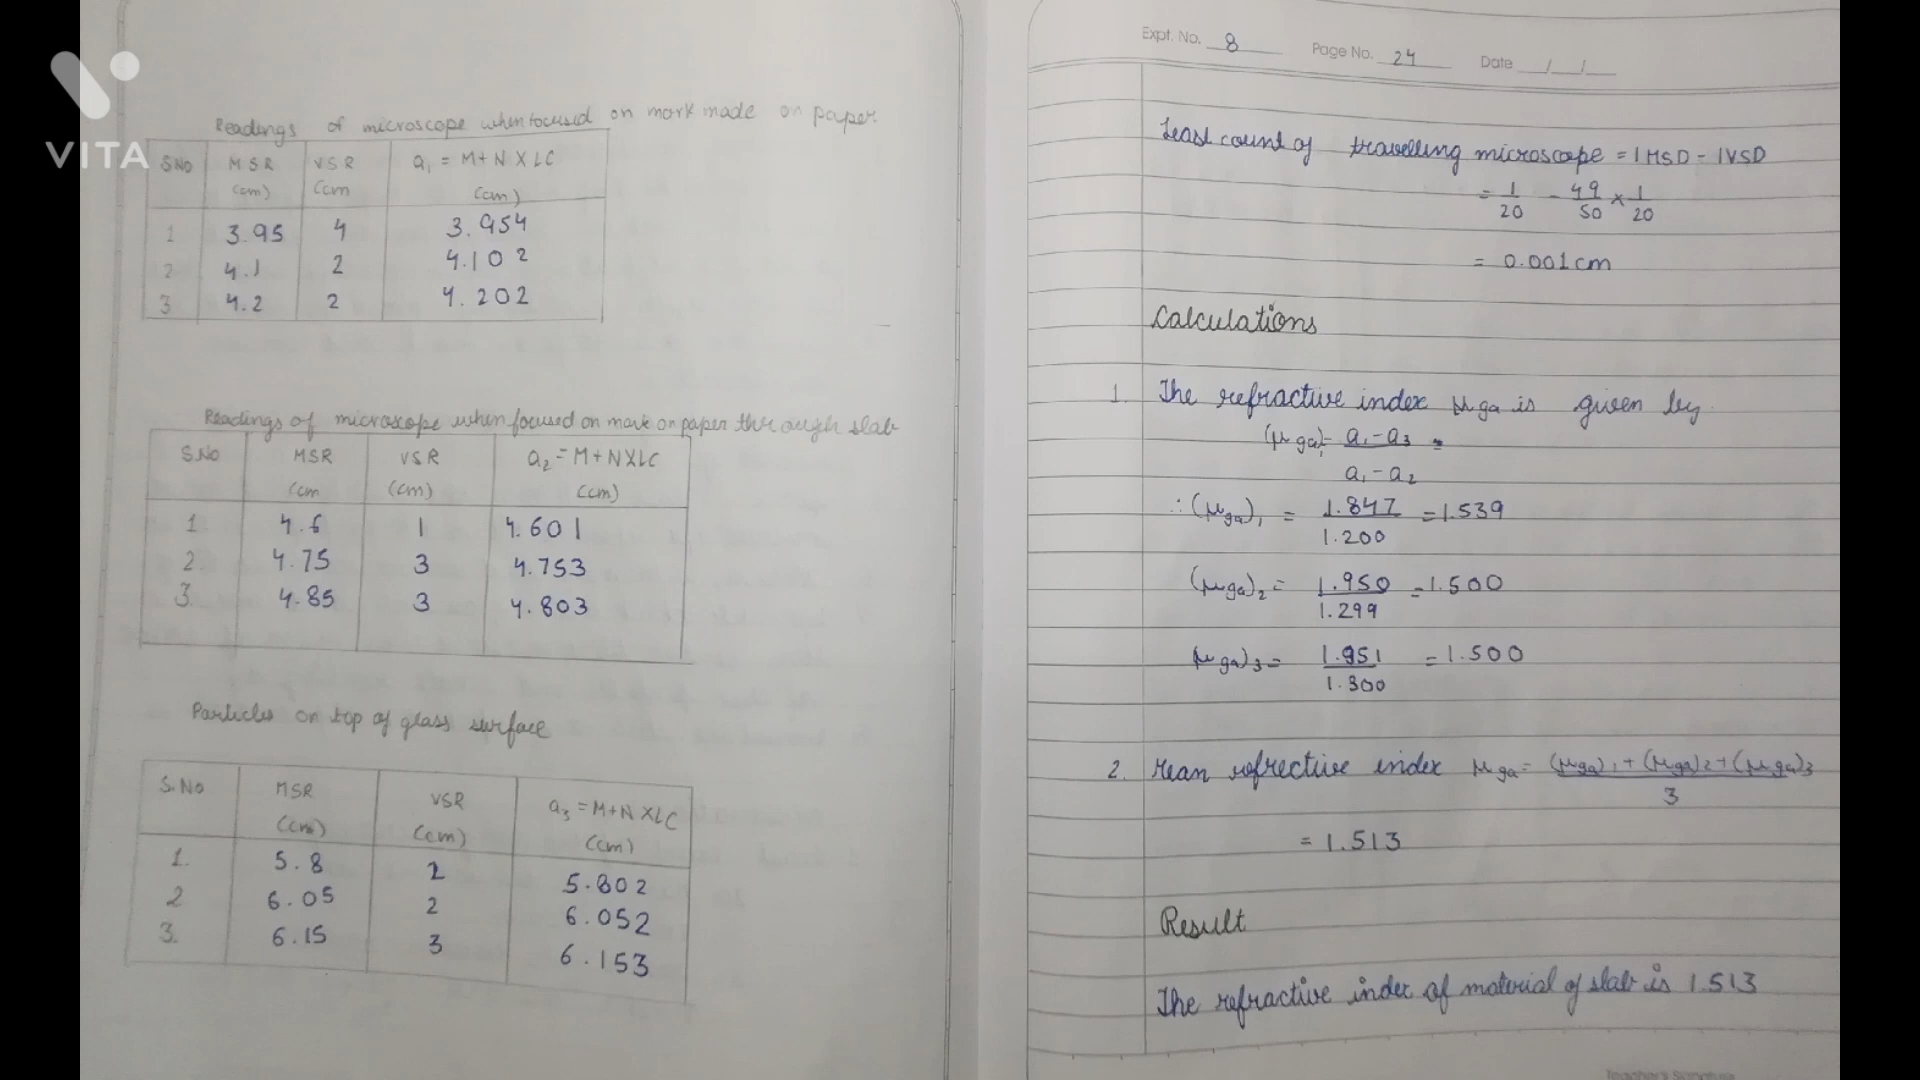 VITA
Readings of microscope when focused on mark made on paper
S.No MSR (cm) VSR (cm a₁ = M+N×LC (cm)
1 3.95 4 3.954
2 4.1 2 4.102
3 4.2 2 4.202
Readings of microscope when focused on mark on paper through slab
S.No MSR (cm VSR (cm) a₂ = M+N×LC (cm)
1. 4.6 1 4.601
2. 4.75 3 4.753
3. 4.85 3 4.803
Particles on top of glass surface
S.No MSR (cm) VSR (cm) a₃ = M+N×LC (cm)
1. 5.8 2 5.802
2 6.05 2 6.052
3. 6.15 3 6.153
Expt. No. 8 Page No. 24 Date __/__/__
Least count of travelling microscope = 1MSD - 1VSD
= 1/20 - 49/50 × 1/20
= 0.001cm
Calculations
1. The refractive index μga is given by
(μga)= a₁-a₃ / a₁-a₂ =
∴ (μga)₁ = 1.847 / 1.200 = 1.539
(μga)₂ = 1.950 / 1.299 = 1.500
(μga)₃ = 1.951 / 1.300 = 1.500
2. Mean refrective index μga = (μga)₁+(μga)₂+(μga)₃ / 3
= 1.513
Result
The refractive index of material of slab is 1.513